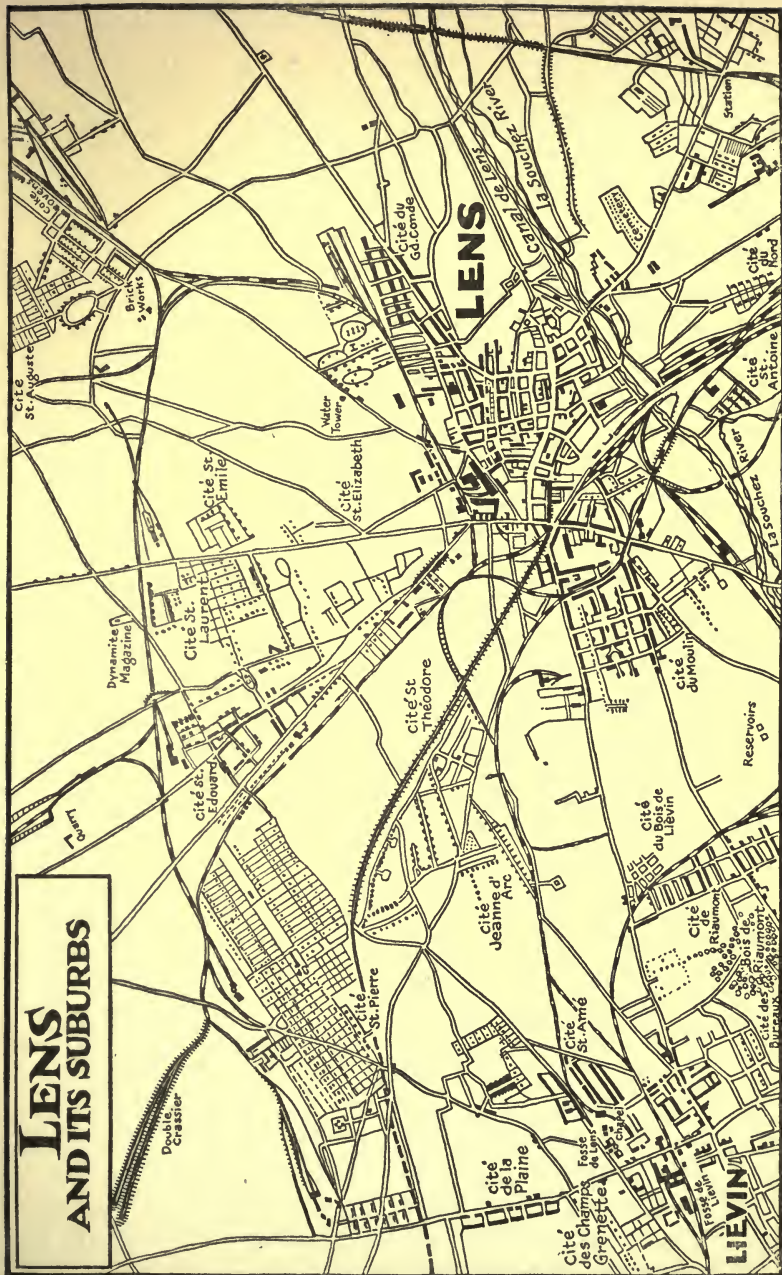 LENS
AND ITS SUBURBS
Double
Crassier
Quarry
Dynamite
Magazine
Cité St.
Laurent
Cité St.
Emile
Cité
St. Auguste
Brick
Works
Coke
Ovens
Water
Tower
Cité
St. Elizabeth
Cité du
Gd. Conde
LENS
Canal de Lens
La Souchez River
Station
Cemetery
Cité
du
Nord
Cité
St.
Antoine
La Souchez River
Cité St.
Edouard
Cité St
Théodore
Cité
St. Pierre
Cité
Jeanne d'
Arc
Cité
du Moulin
Reservoirs
Cité
du Bois de
Liévin
Cité
de
Riaumont
Bois de
Riaumont
Cité des
Bureaux
Cité
St. Amé
Cité
de la
Plaine
Fosse
de Lens
Chapel
Cité
des Champs
Grenette
Fosse de
Liévin
LIÉVIN